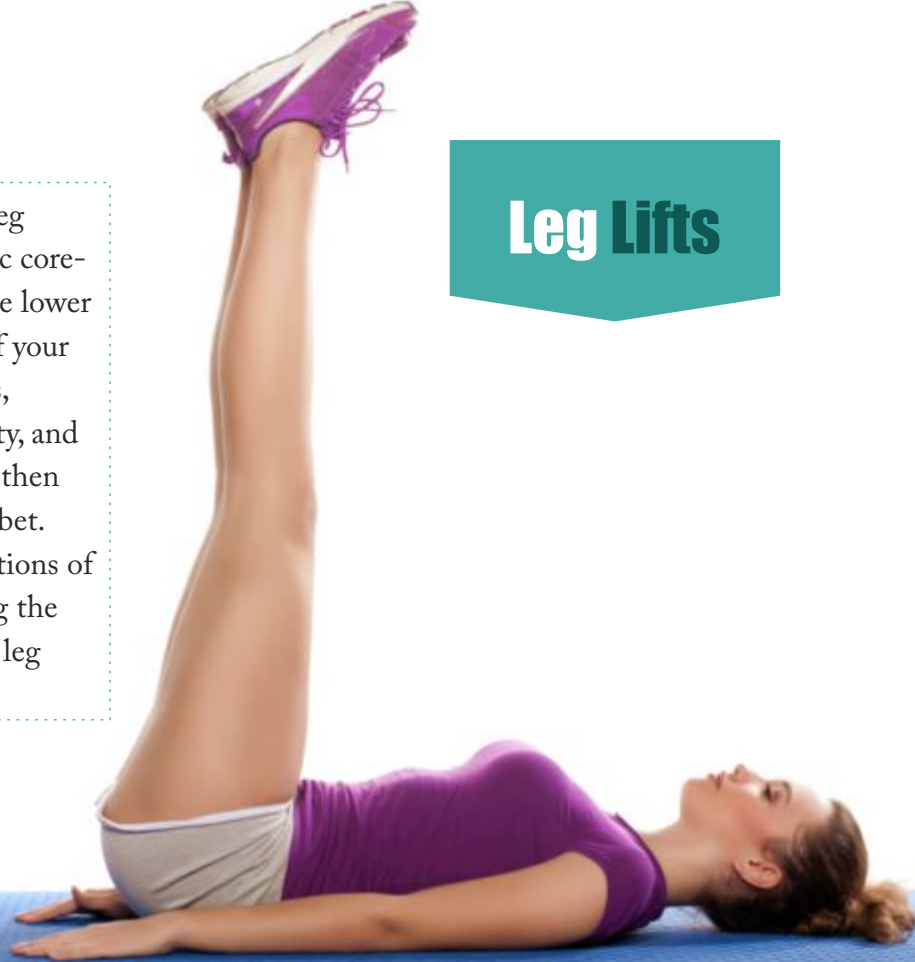 eg
c core-
e lower
f your
,
ty, and
then
bet.
tions of
g the
leg
Leg Lifts